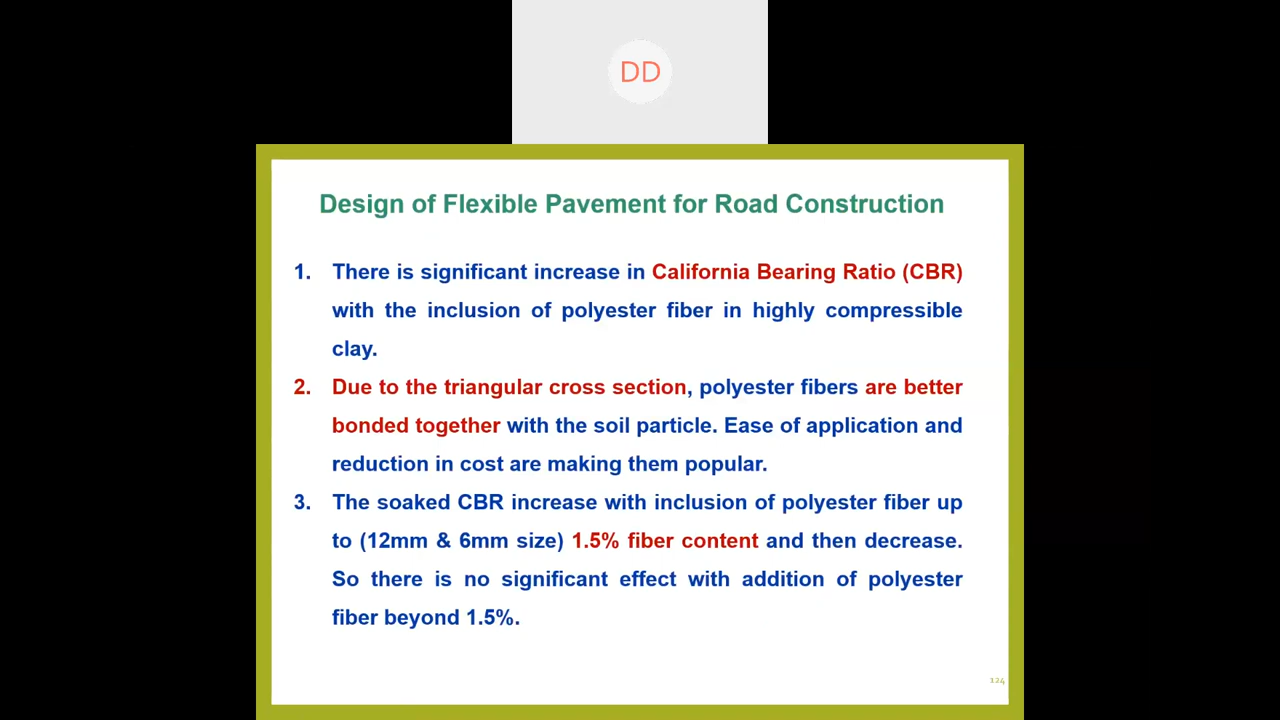 DD
Design of Flexible Pavement for Road Construction
1. There is significant increase in California Bearing Ratio (CBR)
with the inclusion of polyester fiber in highly compressible
clay.
2. Due to the triangular cross section, polyester fibers are better
bonded together with the soil particle. Ease of application and
reduction in cost are making them popular.
3. The soaked CBR increase with inclusion of polyester fiber up
to (12mm & 6mm size) 1.5% fiber content and then decrease.
So there is no significant effect with addition of polyester
fiber beyond 1.5%.
124